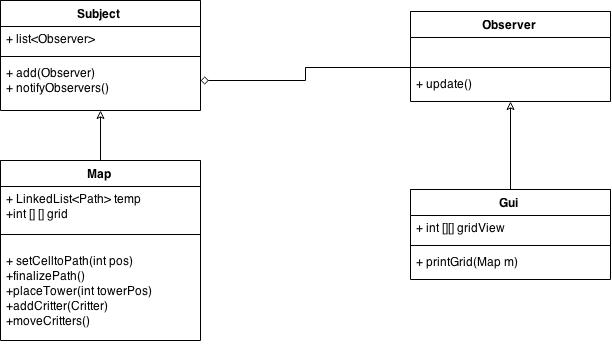 Subject
+ list<Observer>
+ add(Observer)
+ notifyObservers()
Observer
+ update()
Map
+ LinkedList<Path> temp
+int [] [] grid
+ setCelltoPath(int pos)
+finalizePath()
+placeTower(int towerPos)
+addCritter(Critter)
+moveCritters()
Gui
+ int [][] gridView
+ printGrid(Map m)